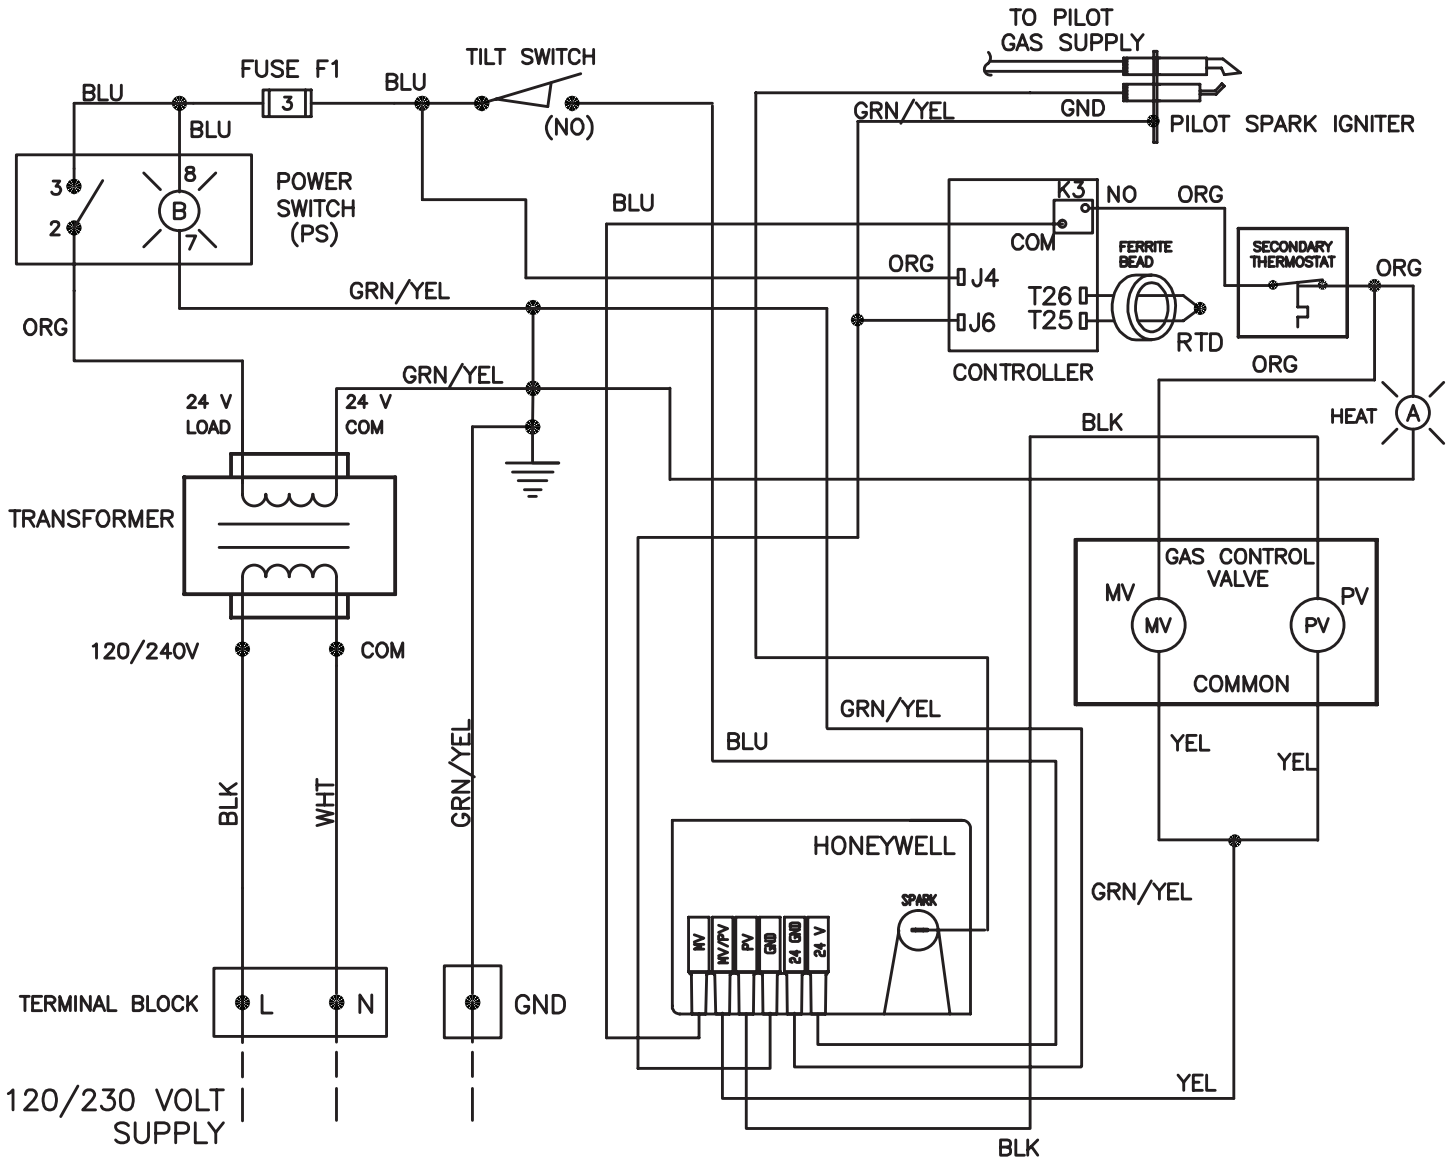 TO PILOT
GAS SUPPLY
TILT SWITCH
FUSE F1
BLU
BLU
3
(NO)
BLU
GRN/YEL
GND
PILOT SPARK IGNITER
3
8
2
B
7
POWER
SWITCH
(PS)
BLU
K3
NO
ORG
COM
FERRITE
BEAD
SECONDARY
THERMOSTAT
ORG
ORG
J4
T26
GRN/YEL
J6
T25
RTD
ORG
CONTROLLER
ORG
GRN/YEL
24 V
LOAD
24 V
COM
HEAT
A
BLK
TRANSFORMER
GAS CONTROL
VALVE
MV
PV
MV
PV
COMMON
120/240V
COM
GRN/YEL
BLU
YEL
YEL
BLK
WHT
GRN/YEL
HONEYWELL
GRN/YEL
SPARK
MV
MV/PV
PV
GND
24 GND
24 V
TERMINAL BLOCK
L
N
GND
YEL
120/230 VOLT
SUPPLY
BLK